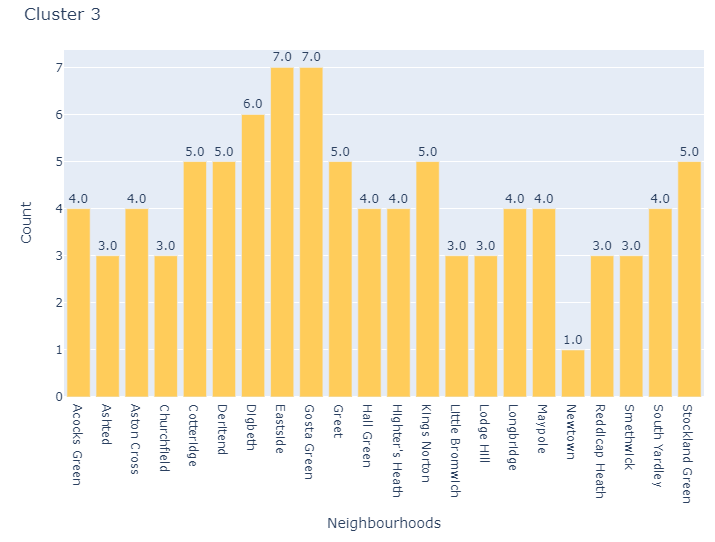 Cluster 3
Count
7
6
5
4
3
2
1
0
4.0
3.0
4.0
3.0
5.0
5.0
6.0
7.0
7.0
5.0
4.0
4.0
5.0
3.0
3.0
4.0
4.0
1.0
3.0
3.0
4.0
5.0
Acocks Green
Ashted
Aston Cross
Churchfield
Cotteridge
Deritend
Digbeth
Eastside
Gosta Green
Greet
Hall Green
Highter's Heath
Kings Norton
Little Bromwich
Lodge Hill
Longbridge
Maypole
Newtown
Reddicap Heath
Smethwick
South Yardley
Stockland Green
Neighbourhoods